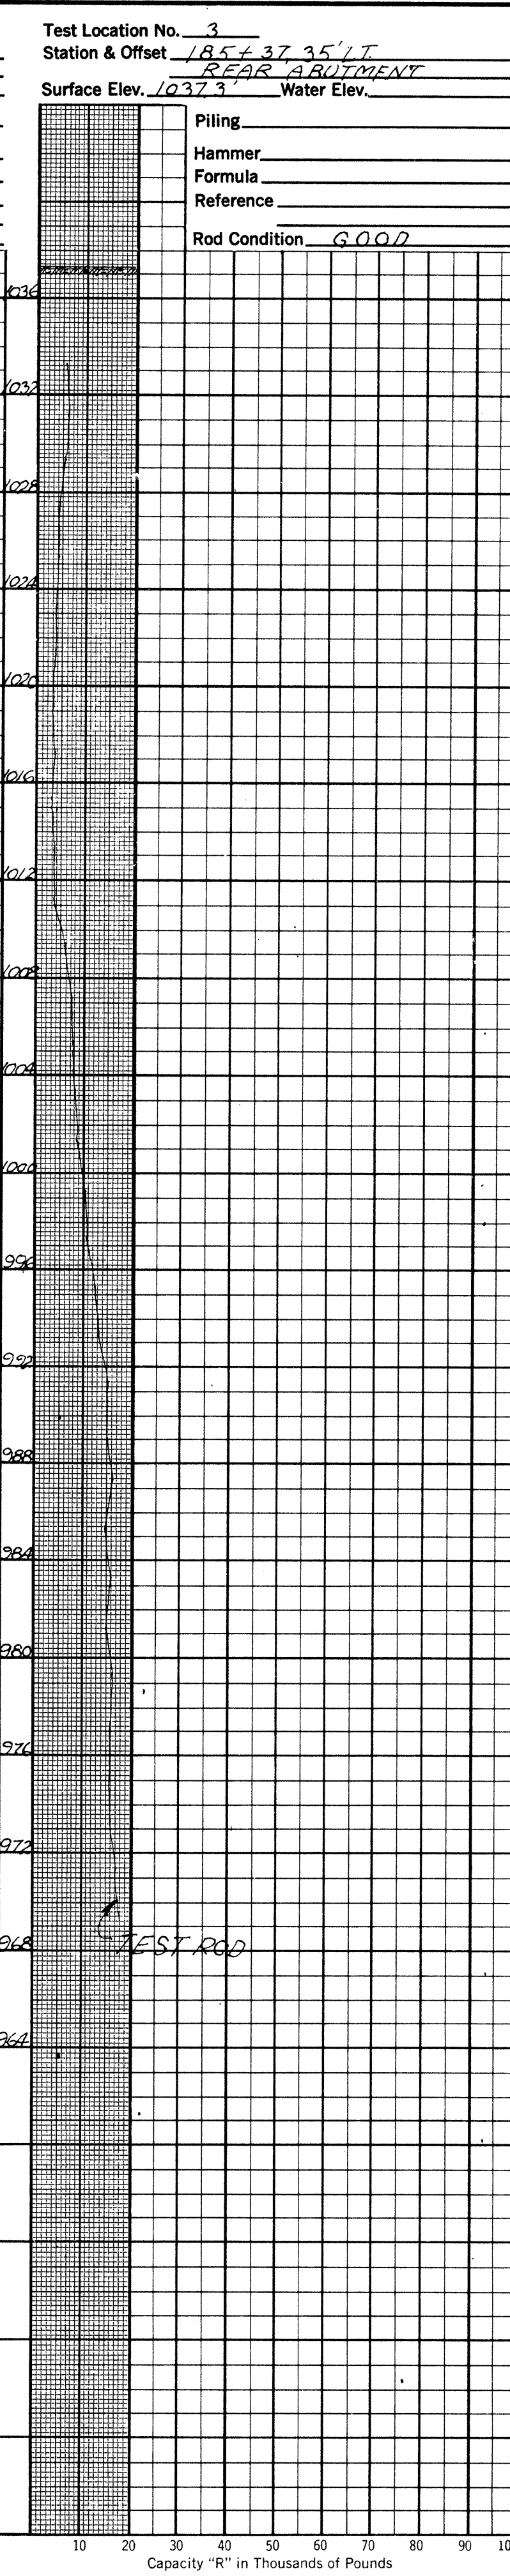 Test Location No. 3
Station & Offset 185+37, 35' LT.
REAR ABUTMENT
Surface Elev. 1037.3' Water Elev.
Piling
Hammer
Formula
Reference
Rod Condition GOOD
1036
1032
1028
1024
1020
1016
1012
1008
1004
1000
996
992
988
984
980
976
972
TEST ROD
968
964
10 20 30 40 50 60 70 80 90 10
Capacity "R" in Thousands of Pounds